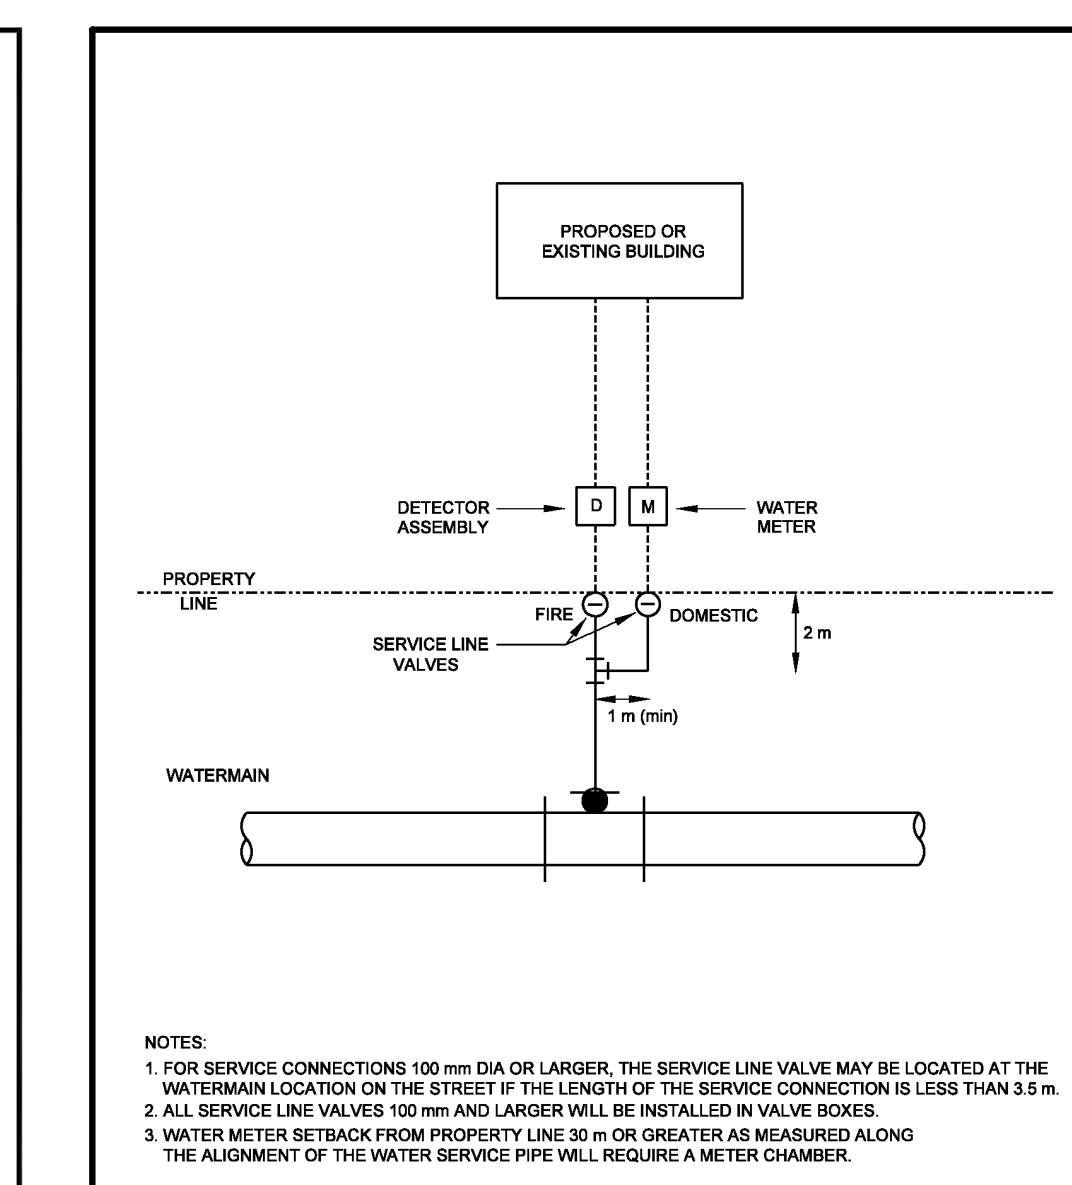 PROPOSED OR
EXISTING BUILDING
DETECTOR
ASSEMBLY
D
M
WATER
METER
PROPERTY
LINE
FIRE
DOMESTIC
SERVICE LINE
VALVES
2 m
1 m (min)
WATERMAIN
NOTES:
1. FOR SERVICE CONNECTIONS 100 mm DIA OR LARGER, THE SERVICE LINE VALVE MAY BE LOCATED AT THE
WATERMAIN LOCATION ON THE STREET IF THE LENGTH OF THE SERVICE CONNECTION IS LESS THAN 3.5 m.
2. ALL SERVICE LINE VALVES 100 mm AND LARGER WILL BE INSTALLED IN VALVE BOXES.
3. WATER METER SETBACK FROM PROPERTY LINE 30 m OR GREATER AS MEASURED ALONG
THE ALIGNMENT OF THE WATER SERVICE PIPE WILL REQUIRE A METER CHAMBER.